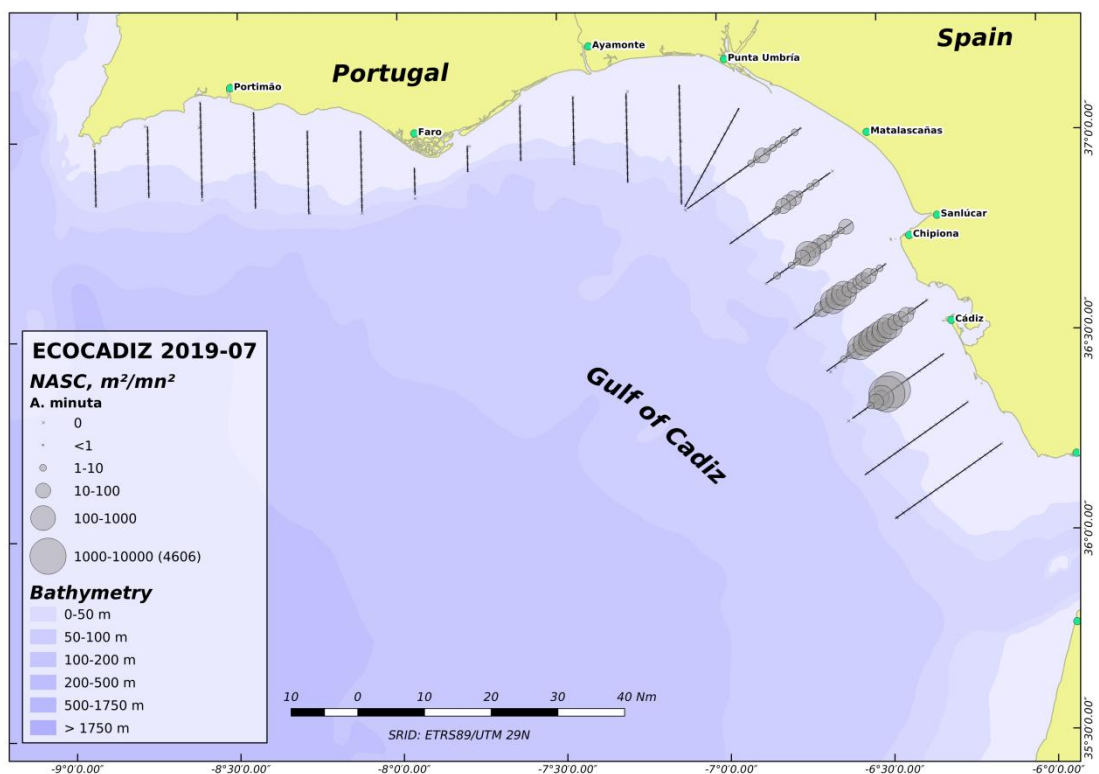 Spain
Ayamonte
Punta Umbría
Portugal
Portimão
Faro
Matalascañas
Sanlúcar
Chipiona
Cádiz
Gulf of Cadiz
37°0'0.00"
36°30'0.00"
36°0'0.00"
35°30'0.00"
ECOCADIZ 2019-07
NASC, m²/mn²
A. minuta
0
<1
1-10
10-100
100-1000
1000-10000 (4606)
Bathymetry
0-50 m
50-100 m
100-200 m
200-500 m
500-1750 m
> 1750 m
10 0 10 20 30 40 Nm
SRID: ETRS89/UTM 29N
-9°0'0.00" -8°30'0.00" -8°0'0.00" -7°30'0.00" -7°0'0.00" -6°30'0.00" -6°0'0.00"